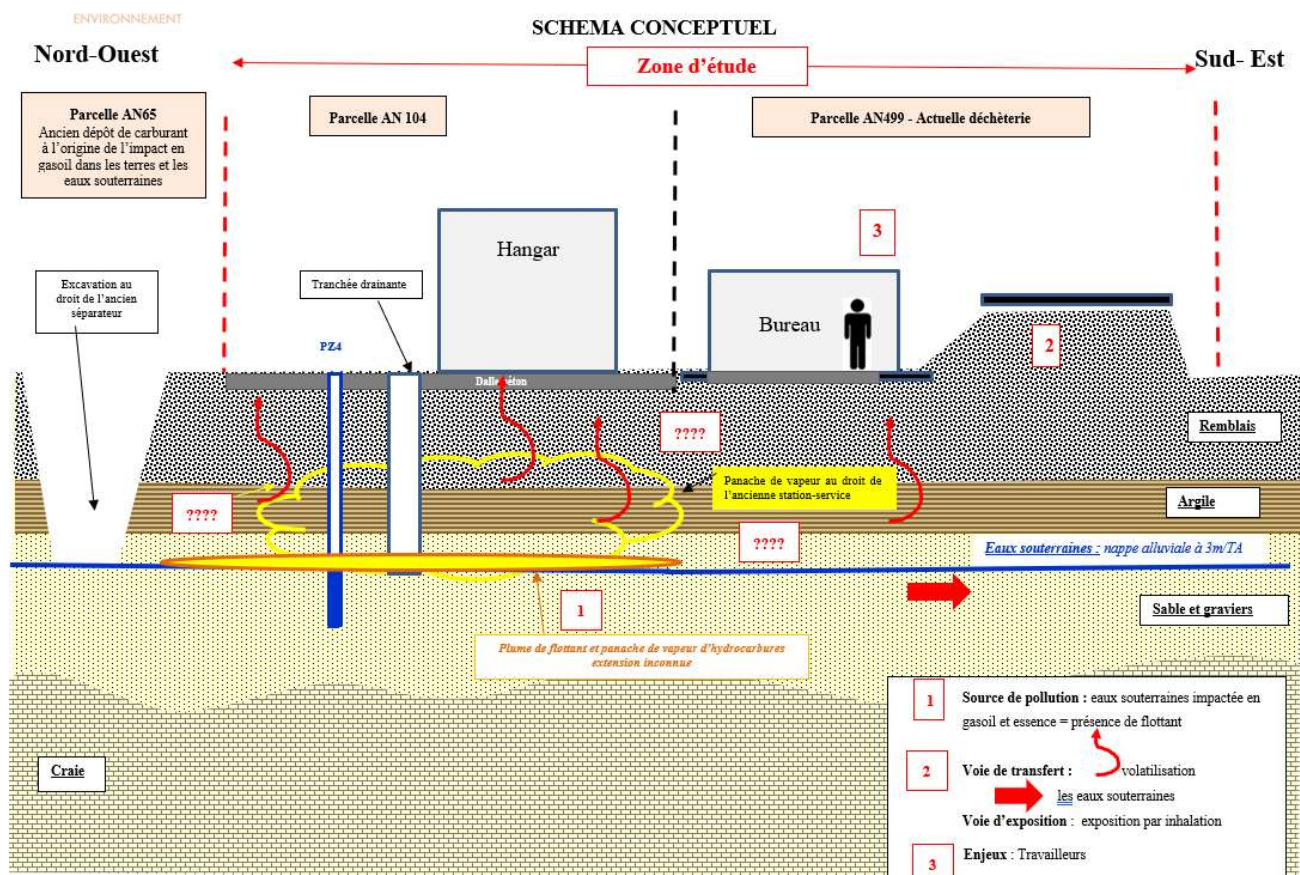 ENVIRONNEMENT
SCHEMA CONCEPTUEL
Nord-Ouest
Sud- Est
Zone d’étude
Parcelle AN65
Ancien dépôt de carburant
à l’origine de l’impact en
gasoil dans les terres et les
eaux souterraines
Parcelle AN 104
Parcelle AN499 - Actuelle déchèterie
3
Hangar
Excavation au
droit de l’ancien
séparateur
Tranchée drainante
Bureau
2
PZ4
Dalle béton
????
Remblais
Panache de vapeur au droit de
l’ancienne station-service
????
Argile
????
Eaux souterraines : nappe alluviale à 3m/TA
1
Sable et graviers
Plume de flottant et panache de vapeur d’hydrocarbures
extension inconnue
Craie
1
Source de pollution : eaux souterraines impactée en
gasoil et essence = présence de flottant
2
Voie de transfert : volatilisation
les eaux souterraines
Voie d’exposition : exposition par inhalation
3
Enjeux : Travailleurs